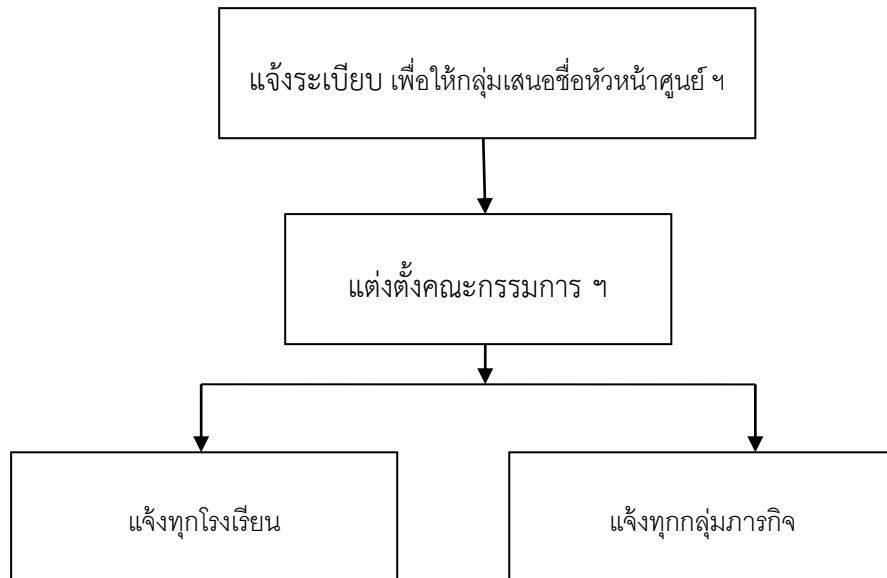 แจ้งระเบียบ เพื่อให้กลุ่มเสนอชื่อหัวหน้าศูนย์ ฯ
แต่งตั้งคณะกรรมการ ฯ
แจ้งทุกโรงเรียน
แจ้งทุกกลุ่มภารกิจ